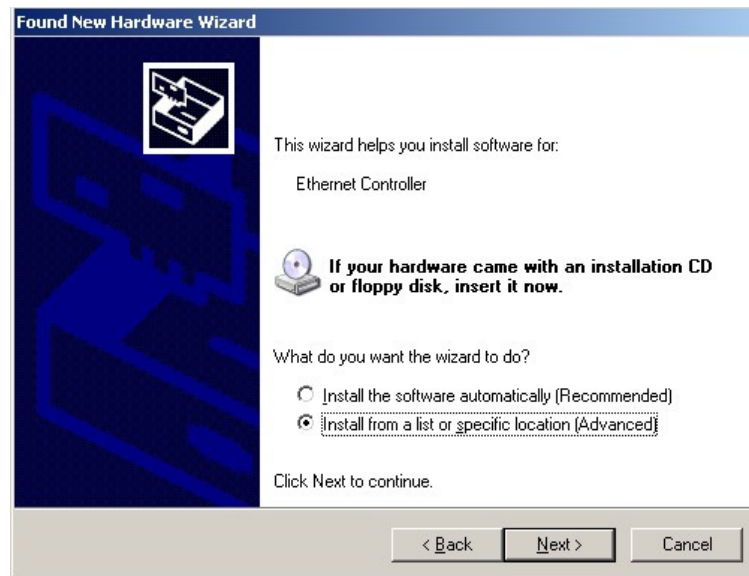 Found New Hardware Wizard
This wizard helps you install software for:
Ethernet Controller
If your hardware came with an installation CD
or floppy disk, insert it now.
What do you want the wizard to do?
Install the software automatically (Recommended)
Install from a list or specific location (Advanced)
Click Next to continue.
< Back Next > Cancel